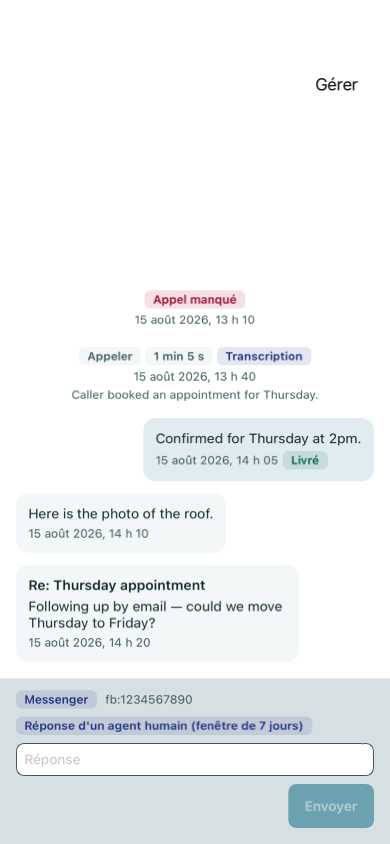 Gérer
Appel manqué
15 août 2026, 13 h 10
Appeler 1 min 5 s Transcription
15 août 2026, 13 h 40
Caller booked an appointment for Thursday.
Confirmed for Thursday at 2pm.
15 août 2026, 14 h 05 Livré
Here is the photo of the roof.
15 août 2026, 14 h 10
Re: Thursday appointment
Following up by email — could we move
Thursday to Friday?
15 août 2026, 14 h 20
Messenger fb:1234567890
Réponse d'un agent humain (fenêtre de 7 jours)
Réponse
Envoyer